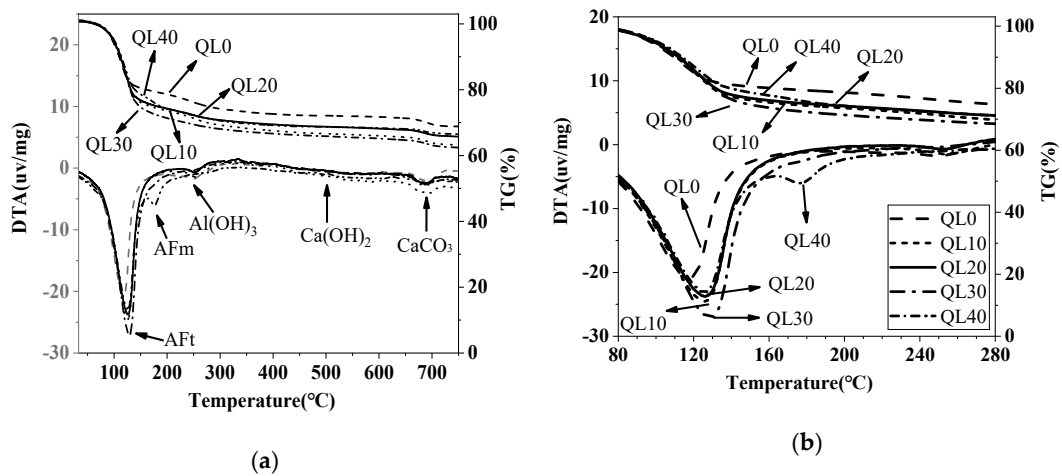 20
10
0
-10
-20
-30
DTA(uv/mg)
100
80
60
40
20
0
TG(%)
QL40
QL0
QL20
QL30
QL10
Al(OH)3
AFm
Ca(OH)2
CaCO3
AFt
100 200 300 400 500 600 700
Temperature(℃)
(a)
20
10
0
-10
-20
-30
DTA(uv/mg)
100
80
60
40
20
0
TG(%)
QL0
QL40
QL20
QL30
QL10
QL0
QL40
QL20
QL10
QL30
QL0
QL10
QL20
QL30
QL40
80 120 160 200 240 280
Temperature(℃)
(b)